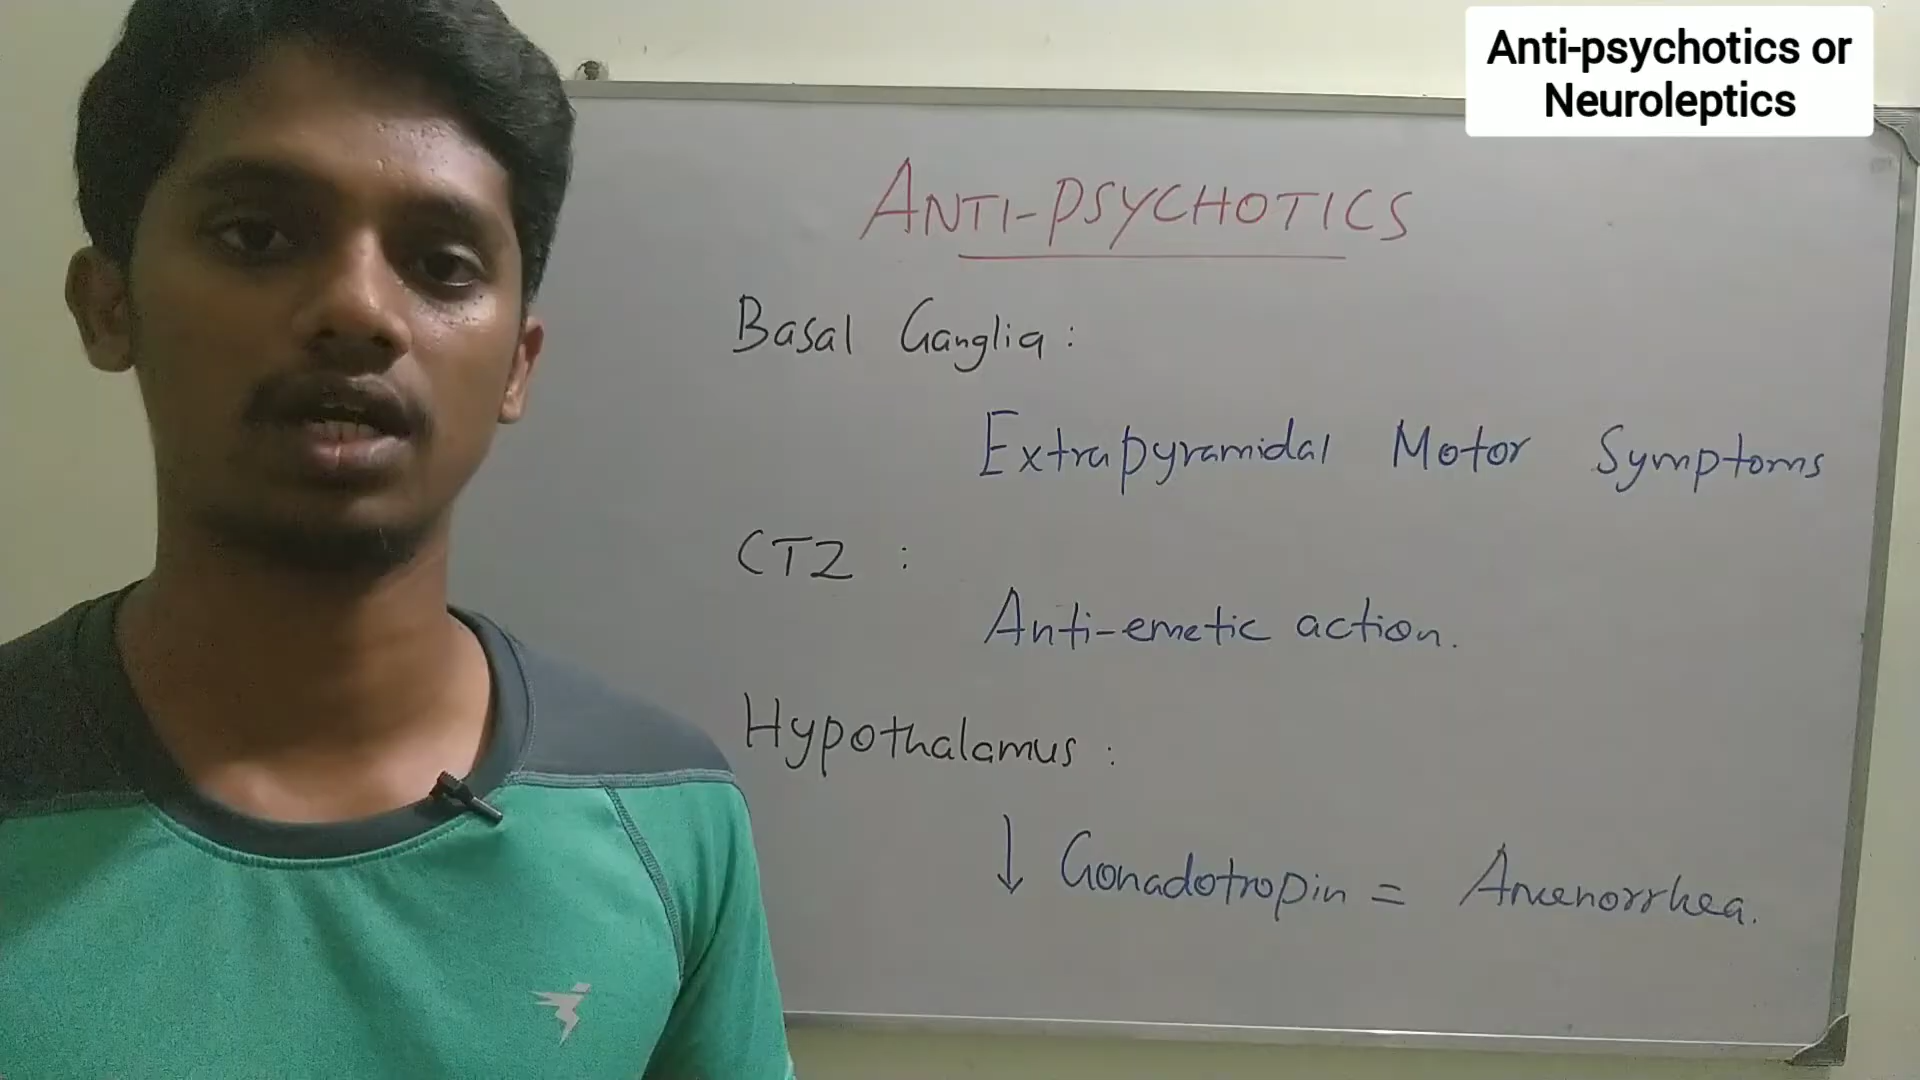 Anti-psychotics or
Neuroleptics
ANTI-PSYCHOTICS
Basal Ganglia :
Extrapyramidal Motor Symptoms
CTZ :
Anti-emetic action.
Hypothalamus :
↓ Gonadotropin = Amenorrhea.